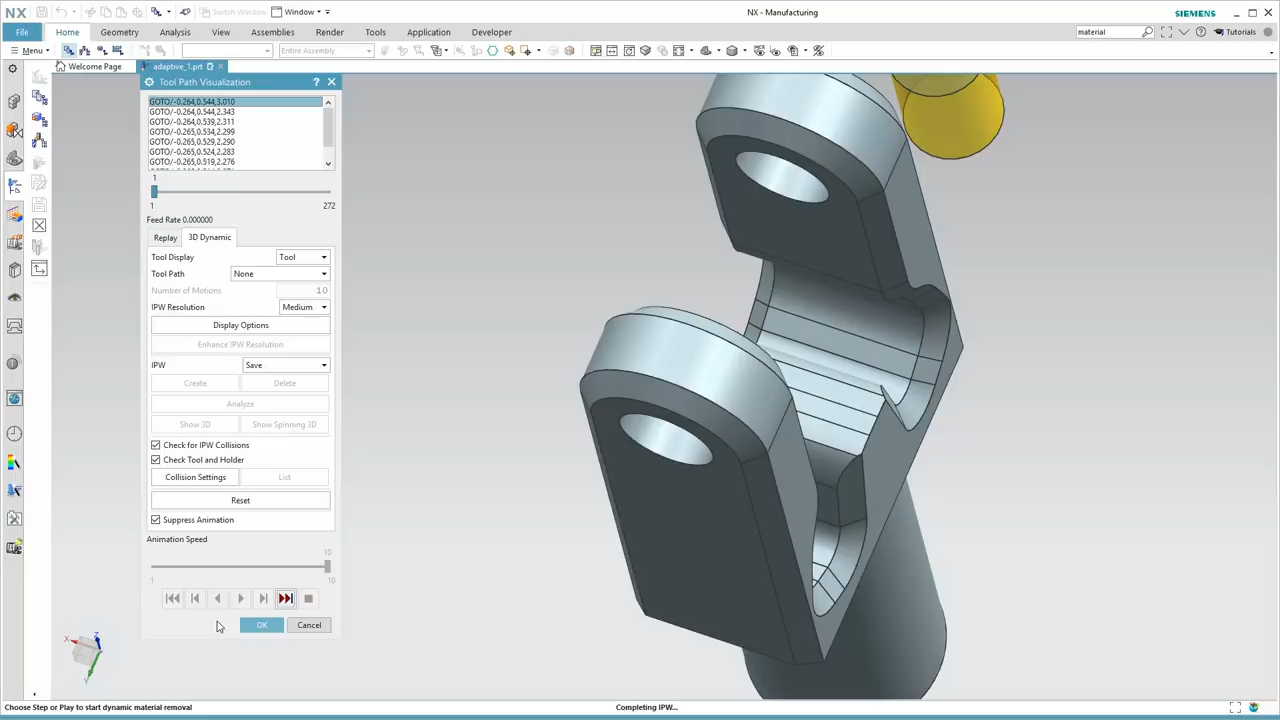 NX
Switch Window
Window
NX - Manufacturing
SIEMENS
File
Home
Geometry
Analysis
View
Assemblies
Render
Tools
Application
Developer
material
Tutorials
Menu
Entire Assembly
Welcome Page
adaptive_1.prt
Tool Path Visualization
GOTO/-0.264,0.544,3.010
GOTO/-0.264,0.544,2.343
GOTO/-0.264,0.539,2.311
GOTO/-0.265,0.534,2.299
GOTO/-0.265,0.529,2.290
GOTO/-0.265,0.524,2.283
GOTO/-0.265,0.519,2.276
1
1
272
Feed Rate 0.000000
Replay
3D Dynamic
Tool Display
Tool
Tool Path
None
Number of Motions
10
IPW Resolution
Medium
Display Options
Enhance IPW Resolution
IPW
Save
Create
Delete
Analyze
Show 3D
Show Spinning 3D
Check for IPW Collisions
Check Tool and Holder
Collision Settings
List
Reset
Suppress Animation
Animation Speed
10
1
10
OK
Cancel
X
Z
Y
Choose Step or Play to start dynamic material removal
Completing IPW...